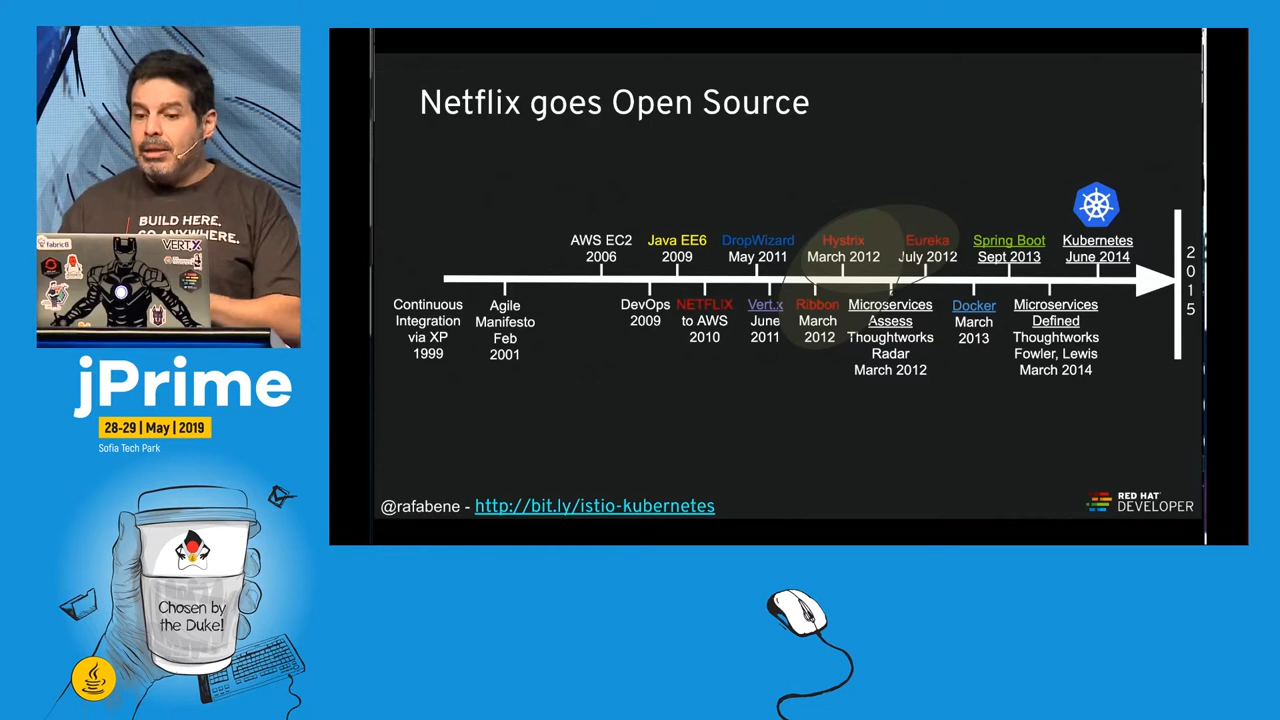 Netflix goes Open Source
AWS EC2
2006
Java EE6
2009
DropWizard
May 2011
Hystrix
March 2012
Eureka
July 2012
Spring Boot
Sept 2013
Kubernetes
June 2014
2015
Continuous
Integration
via XP
1999
Agile
Manifesto
Feb
2001
DevOps
2009
NETFLIX
to AWS
2010
Vert.x
June
2011
Ribbon
March
2012
Microservices
Assess
Thoughtworks
Radar
March 2012
Docker
March
2013
Microservices
Defined
Thoughtworks
Fowler, Lewis
March 2014
@rafabene - http://bit.ly/istio-kubernetes
RED HAT
DEVELOPER
BUILD HERE.
GO ANYWHERE.
fabric8
VERT.X
jPrime
28-29 | May | 2019
Sofia Tech Park
Chosen by
the Duke!